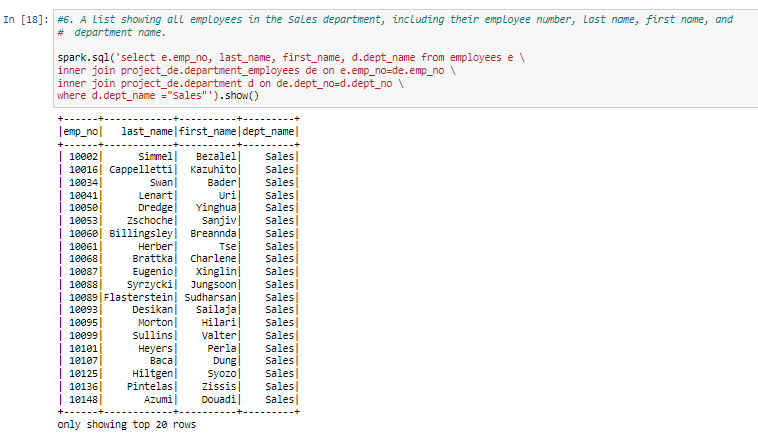 In [18]: #6. A list showing all employees in the Sales department, including their employee number, last name, first name, and
# department name.
spark.sql('select e.emp_no, last_name, first_name, d.dept_name from employees e \
inner join project_de.department_employees de on e.emp_no=de.emp_no \
inner join project_de.department d on de.dept_no=d.dept_no \
where d.dept_name ="Sales"').show()
+------+------------+----------+---------+
|emp_no|   last_name|first_name|dept_name|
+------+------------+----------+---------+
| 10002|      Simmel|   Bezalel|    Sales|
| 10016| Cappelletti|  Kazuhito|    Sales|
| 10034|        Swan|     Bader|    Sales|
| 10041|      Lenart|       Uri|    Sales|
| 10050|      Dredge|   Yinghua|    Sales|
| 10053|    Zschoche|    Sanjiv|    Sales|
| 10060| Billingsley|  Breannda|    Sales|
| 10061|      Herber|       Tse|    Sales|
| 10068|     Brattka|  Charlene|    Sales|
| 10087|     Eugenio|   Xinglin|    Sales|
| 10088|    Syrzycki|  Jungsoon|    Sales|
| 10089|Flasterstein| Sudharsan|    Sales|
| 10093|     Desikan|   Sailaja|    Sales|
| 10095|      Morton|    Hilari|    Sales|
| 10099|     Sullins|    Valter|    Sales|
| 10101|      Heyers|     Perla|    Sales|
| 10107|        Baca|      Dung|    Sales|
| 10125|     Hiltgen|     Syozo|    Sales|
| 10136|    Pintelas|    Zissis|    Sales|
| 10148|       Azumi|    Douadi|    Sales|
+------+------------+----------+---------+
only showing top 20 rows